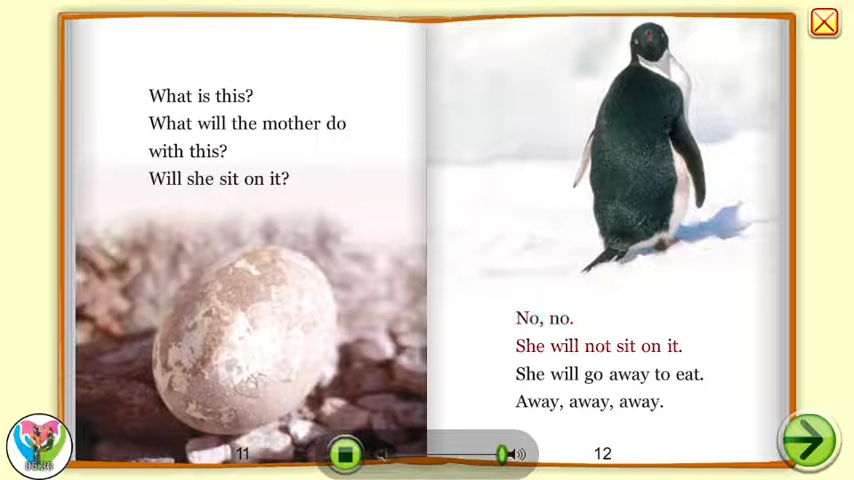 What is this?
What will the mother do
with this?
Will she sit on it?
11
No, no.
She will not sit on it.
She will go away to eat.
Away, away, away.
12